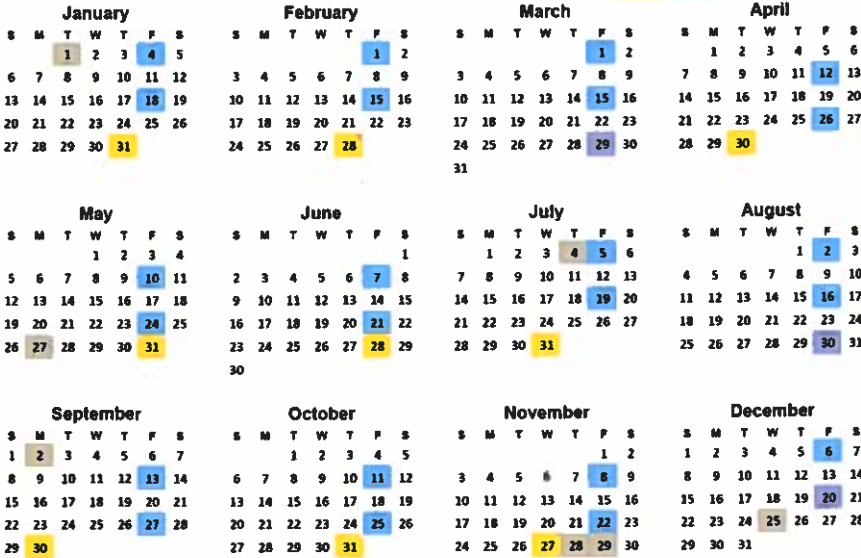 January
S M T W T F S
1 2 3 4 5
6 7 8 9 10 11 12
13 14 15 16 17 18 19
20 21 22 23 24 25 26
27 28 29 30 31
February
S M T W T F S
1 2
3 4 5 6 7 8 9
10 11 12 13 14 15 16
17 18 19 20 21 22 23
24 25 26 27 28
March
S M T W T F S
1 2
3 4 5 6 7 8 9
10 11 12 13 14 15 16
17 18 19 20 21 22 23
24 25 26 27 28 29 30
31
April
S M T W T F S
1 2 3 4 5 6
7 8 9 10 11 12 13
14 15 16 17 18 19 20
21 22 23 24 25 26 27
28 29 30
May
S M T W T F S
1 2 3 4
5 6 7 8 9 10 11
12 13 14 15 16 17 18
19 20 21 22 23 24 25
26 27 28 29 30 31
June
S M T W T F S
1
2 3 4 5 6 7 8
9 10 11 12 13 14 15
16 17 18 19 20 21 22
23 24 25 26 27 28 29
30
July
S M T W T F S
1 2 3 4 5 6
7 8 9 10 11 12 13
14 15 16 17 18 19 20
21 22 23 24 25 26 27
28 29 30 31
August
S M T W T F S
1 2 3
4 5 6 7 8 9 10
11 12 13 14 15 16 17
18 19 20 21 22 23 24
25 26 27 28 29 30 31
September
S M T W T F S
1 2 3 4 5 6 7
8 9 10 11 12 13 14
15 16 17 18 19 20 21
22 23 24 25 26 27 28
29 30
October
S M T W T F S
1 2 3 4 5
6 7 8 9 10 11 12
13 14 15 16 17 18 19
20 21 22 23 24 25 26
27 28 29 30 31
November
S M T W T F S
1 2
3 4 5 6 7 8 9
10 11 12 13 14 15 16
17 18 19 20 21 22 23
24 25 26 27 28 29 30
December
S M T W T F S
1 2 3 4 5 6 7
8 9 10 11 12 13 14
15 16 17 18 19 20 21
22 23 24 25 26 27 28
29 30 31